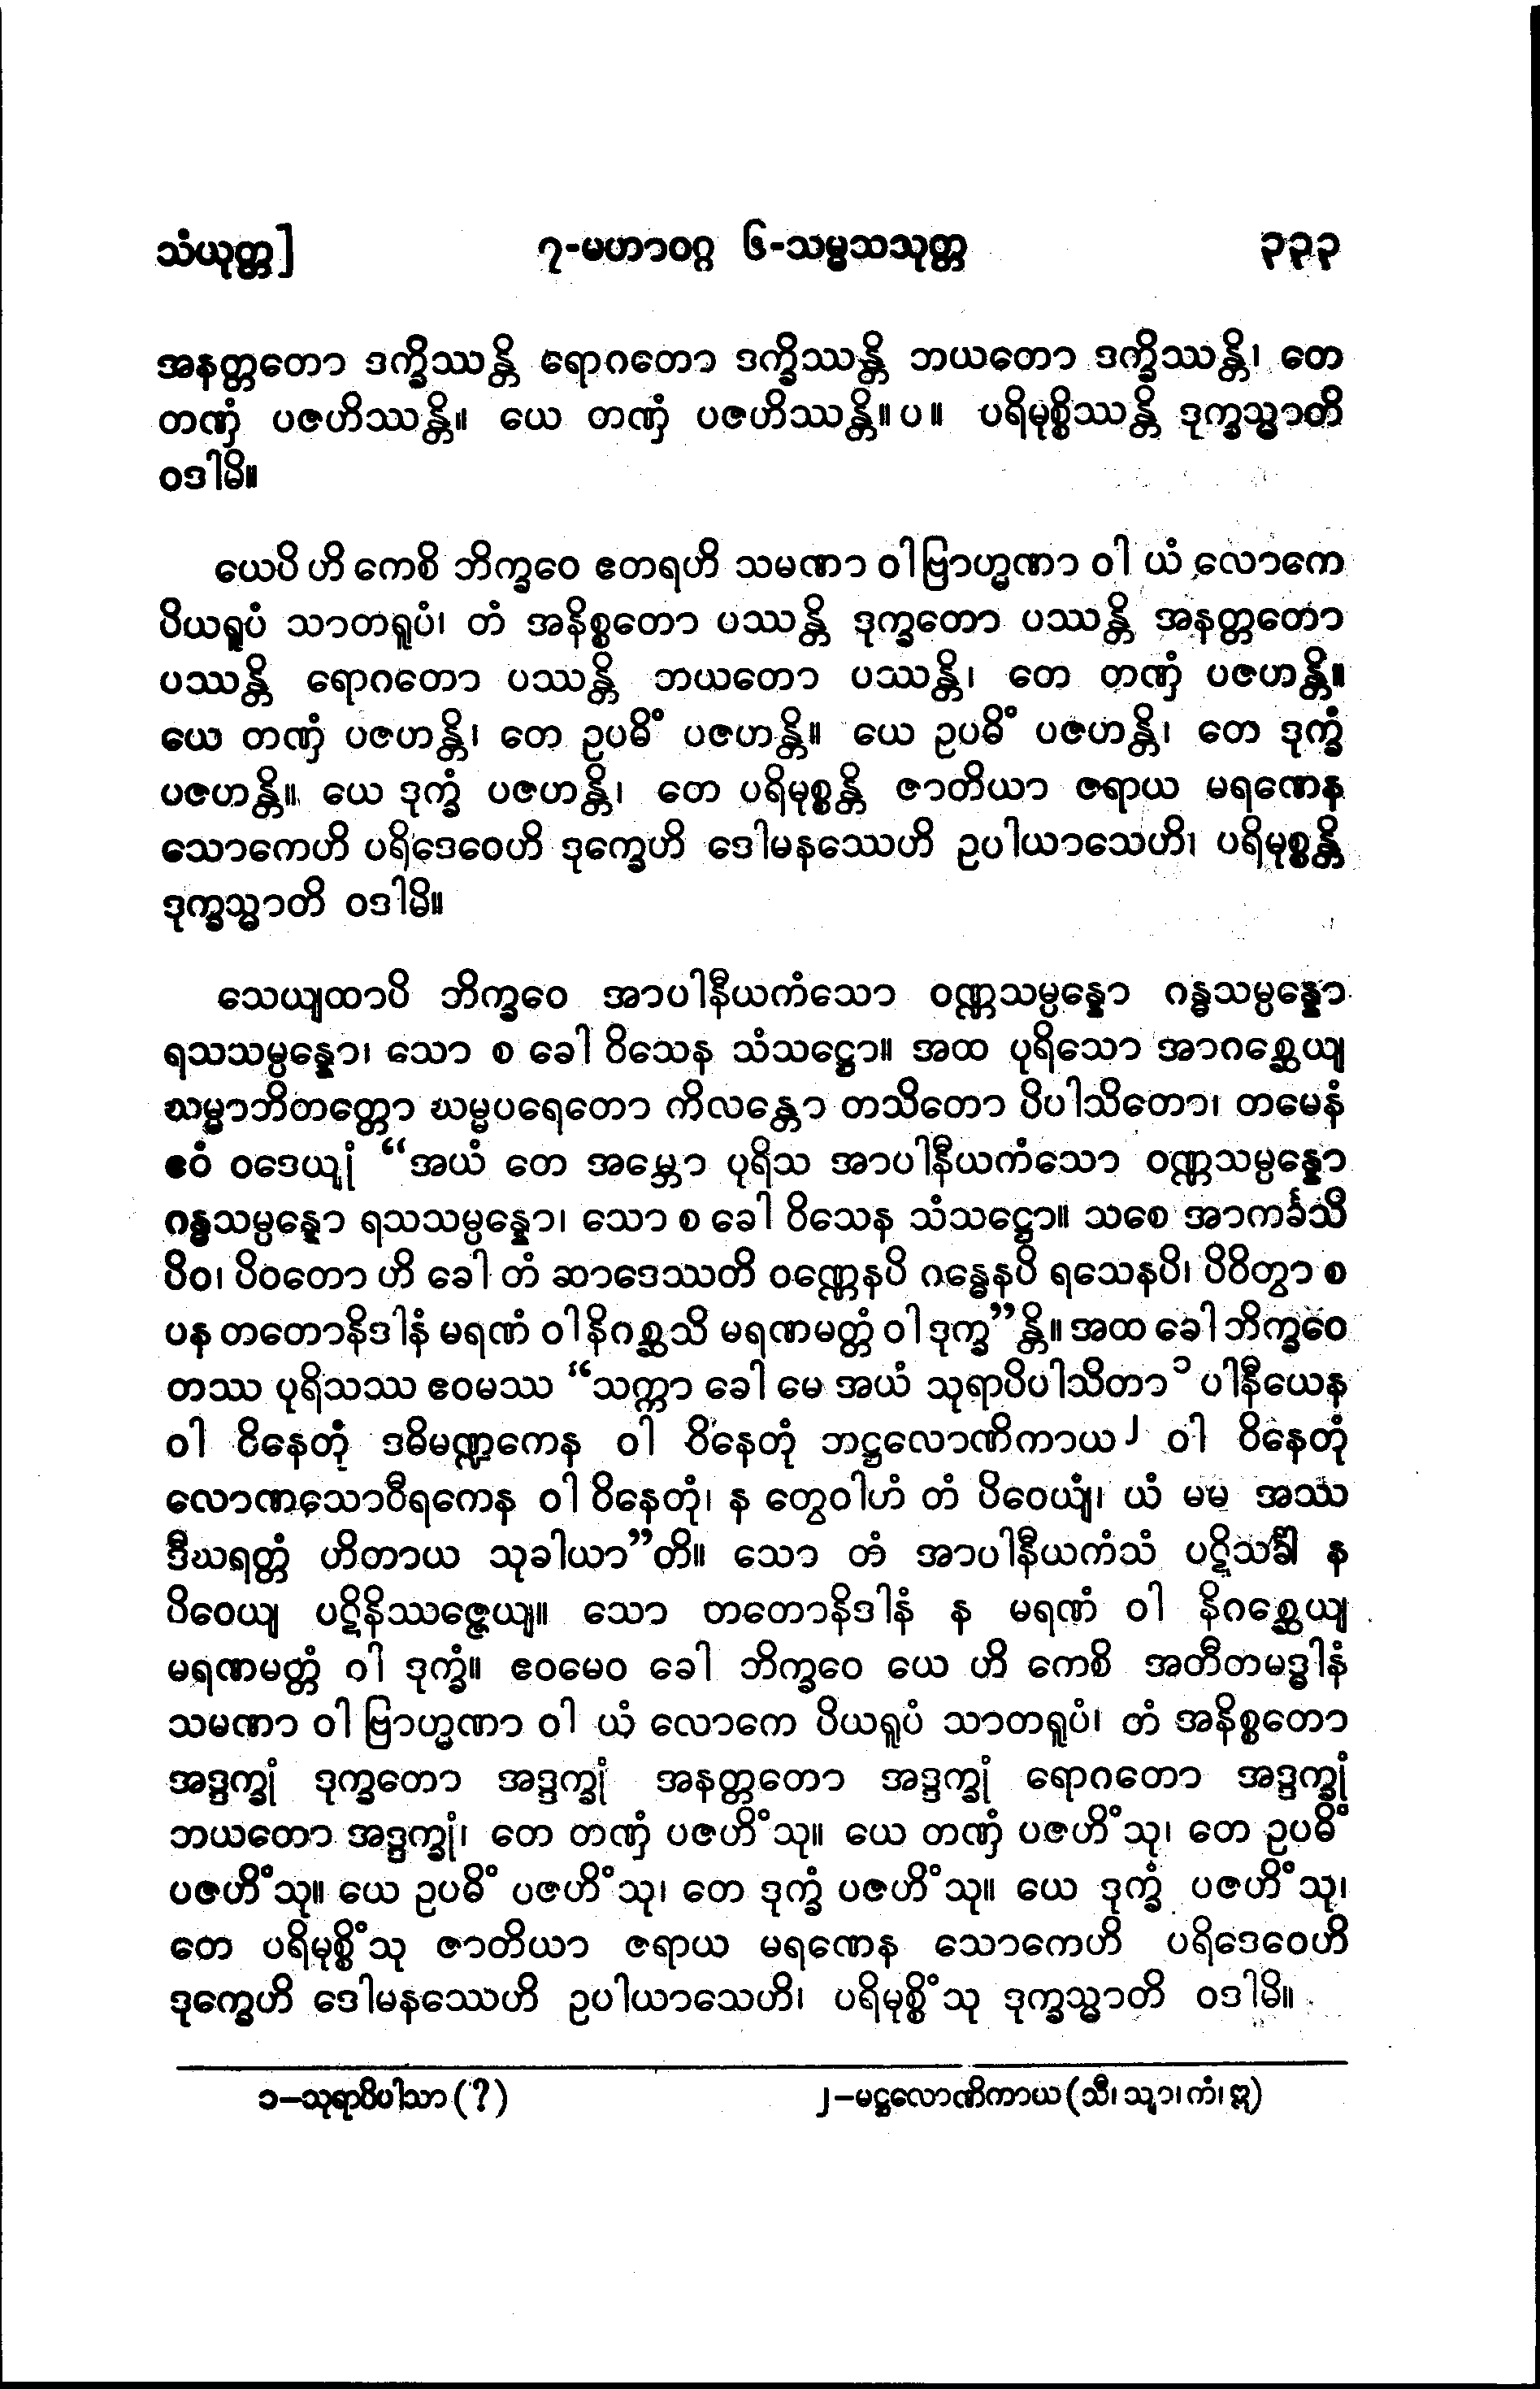 သံယုတ္တ] ၇-မဟာဝဂ္ဂ ၆-သမ္မသသုတ္တ ၃၃၃
အနတ္တတော ဒက္ခိဿန္တိ ရောဂတော ဒက္ခိဿန္တိ ဘယတော ဒက္ခိဿန္တိ၊ တေ
တဏှံ ပဇဟိဿန္တိ။ ယေ တဏှံ ပဇဟိဿန္တိ။ပ။ ပရိမုစ္စိဿန္တိ ဒုက္ခသ္မာတိ
ဝဒါမိ။
ယေပိ ဟိ ကေစိ ဘိက္ခဝေ ဧတရဟိ သမဏာ ဝါ ဗြာဟ္မဏာ ဝါ ယံ လောကေ
ပိယရူပံ သာတရူပံ၊ တံ အနိစ္စတော ပဿန္တိ ဒုက္ခတော ပဿန္တိ အနတ္တတော
ပဿန္တိ ရောဂတော ပဿန္တိ ဘယတော ပဿန္တိ၊ တေ တဏှံ ပဇဟန္တိ။
ယေ တဏှံ ပဇဟန္တိ၊ တေ ဥပဓိံ ပဇဟန္တိ။ ယေ ဥပဓိံ ပဇဟန္တိ၊ တေ ဒုက္ခံ
ပဇဟန္တိ။ ယေ ဒုက္ခံ ပဇဟန္တိ၊ တေ ပရိမုစ္စန္တိ ဇာတိယာ ဇရာယ မရဏေန
သောကေဟိ ပရိဒေဝေဟိ ဒုက္ခေဟိ ဒေါမနဿေဟိ ဥပါယာသေဟိ၊ ပရိမုစ္စန္တိ
ဒုက္ခသ္မာတိ ဝဒါမိ။
သေယျထာပိ ဘိက္ခဝေ အာပါနီယကံသော ဝဏ္ဏသမ္ပန္နော ဂန္ဓသမ္ပန္နော
ရသသမ္ပန္နော၊ သော စ ခေါ ဝိသေန သံသဋ္ဌော။ အထ ပုရိသော အာဂစ္ဆေယျ
ဃမ္မာဘိတတ္တော ဃမ္မပရေတော ကိလန္တော တသိတော ပိပါသိတော၊ တမေနံ
ဧဝံ ဝဒေယျုံ “အယံ တေ အမ္ဘော ပုရိသ အာပါနီယကံသော ဝဏ္ဏသမ္ပန္နော
ဂန္ဓသမ္ပန္နော ရသသမ္ပန္နော၊ သော စ ခေါ ဝိသေန သံသဋ္ဌော။ သစေ အာကင်္ခသိ
ပိဝ၊ ပိဝတော ဟိ ခေါ တံ ဆာဒေဿတိ ဝဏ္ဏေနပိ ဂန္ဓေနပိ ရသေနပိ၊ ပိဝိတွာ စ
ပန တတောနိဒါနံ မရဏံ ဝါ နိဂစ္ဆသိ မရဏမတ္တံ ဝါ ဒုက္ခ”န္တိ။ အထ ခေါ ဘိက္ခဝေ
တဿ ပုရိသဿ ဧဝမဿ “သက္ကာ ခေါ မေ အယံ သုရာပိပါသိတာ၁ ပါနီယေန
ဝါ ဝိနေတုံ ဒဓိမဏ္ဍကေန ဝါ ဝိနေတုံ ဘဋ္ဌလောဏိကာယ၂ ဝါ ဝိနေတုံ
လောဏသောဝီရကေန ဝါ ဝိနေတုံ၊ န တွေဝါဟံ တံ ပိဝေယျံ၊ ယံ မမ အဿ
ဒီဃရတ္တံ ဟိတာယ သုခါယာ”တိ။ သော တံ အာပါနီယကံသံ ပဋိသင်္ခါ န
ပိဝေယျ ပဋိနိဿဇ္ဇေယျ။ သော တတောနိဒါနံ န မရဏံ ဝါ နိဂစ္ဆေယျ
မရဏမတ္တံ ဝါ ဒုက္ခံ။ ဧဝမေဝ ခေါ ဘိက္ခဝေ ယေ ဟိ ကေစိ အတီတမဒ္ဓါနံ
သမဏာ ဝါ ဗြာဟ္မဏာ ဝါ ယံ လောကေ ပိယရူပံ သာတရူပံ၊ တံ အနိစ္စတော
အဒ္ဒက္ခုံ ဒုက္ခတော အဒ္ဒက္ခုံ အနတ္တတော အဒ္ဒက္ခုံ ရောဂတော အဒ္ဒက္ခုံ
ဘယတော အဒ္ဒက္ခုံ၊ တေ တဏှံ ပဇဟိံသု။ ယေ တဏှံ ပဇဟိံသု၊ တေ ဥပဓိံ
ပဇဟိံသု။ ယေ ဥပဓိံ ပဇဟိံသု၊ တေ ဒုက္ခံ ပဇဟိံသု။ ယေ ဒုက္ခံ ပဇဟိံသု၊
တေ ပရိမုစ္စိံသု ဇာတိယာ ဇရာယ မရဏေန သောကေဟိ ပရိဒေဝေဟိ
ဒုက္ခေဟိ ဒေါမနဿေဟိ ဥပါယာသေဟိ၊ ပရိမုစ္စိံသု ဒုက္ခသ္မာတိ ဝဒါမိ။
၁–သုရာပိပါသာ (?) ၂–မဋ္ဌလောဏိကာယ (သီ၊ သျာ၊ ကံ၊ ဣ)